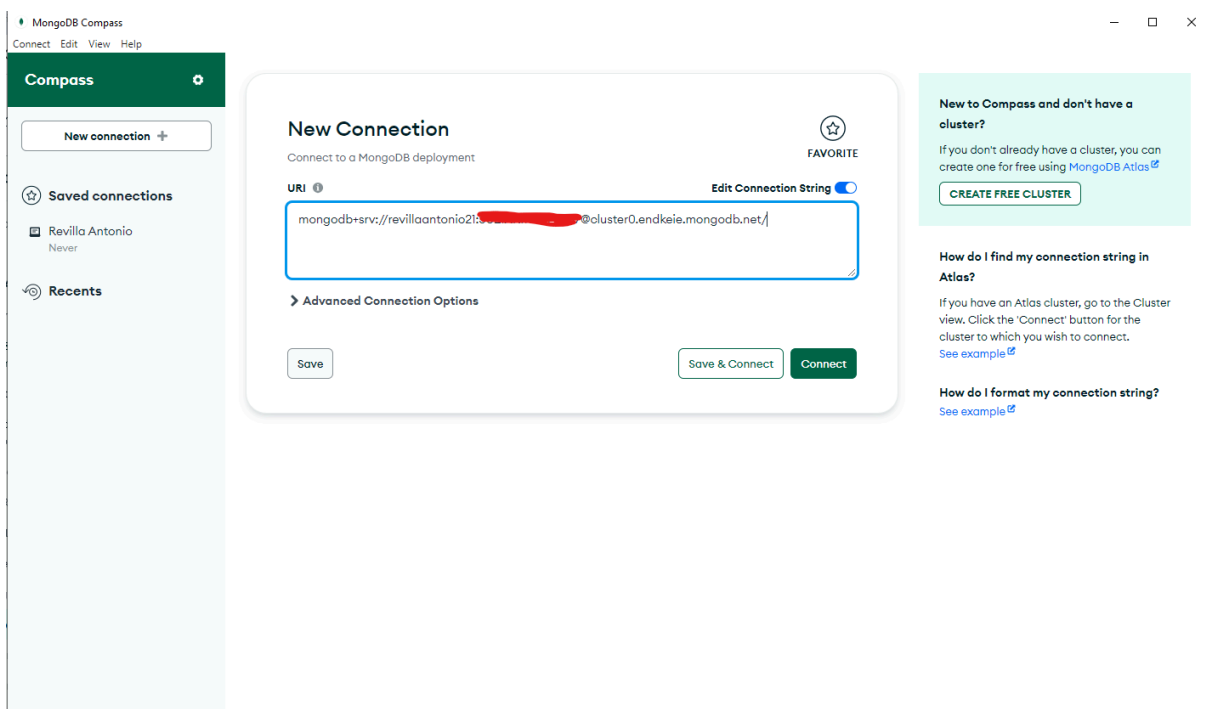 MongoDB Compass
Connect Edit View Help
Compass
New connection
Saved connections
Revilla Antonio
Never
Recents
New Connection
Connect to a MongoDB deployment
FAVORITE
URI
Edit Connection String
mongodb+srv://revillaantonio21: @cluster0.endkeie.mongodb.net/
Advanced Connection Options
Save
Save & Connect
Connect
New to Compass and don't have a
cluster?
If you don't already have a cluster, you can
create one for free using MongoDB Atlas
CREATE FREE CLUSTER
How do I find my connection string in
Atlas?
If you have an Atlas cluster, go to the Cluster
view. Click the 'Connect' button for the
cluster to which you wish to connect.
See example
How do I format my connection string?
See example